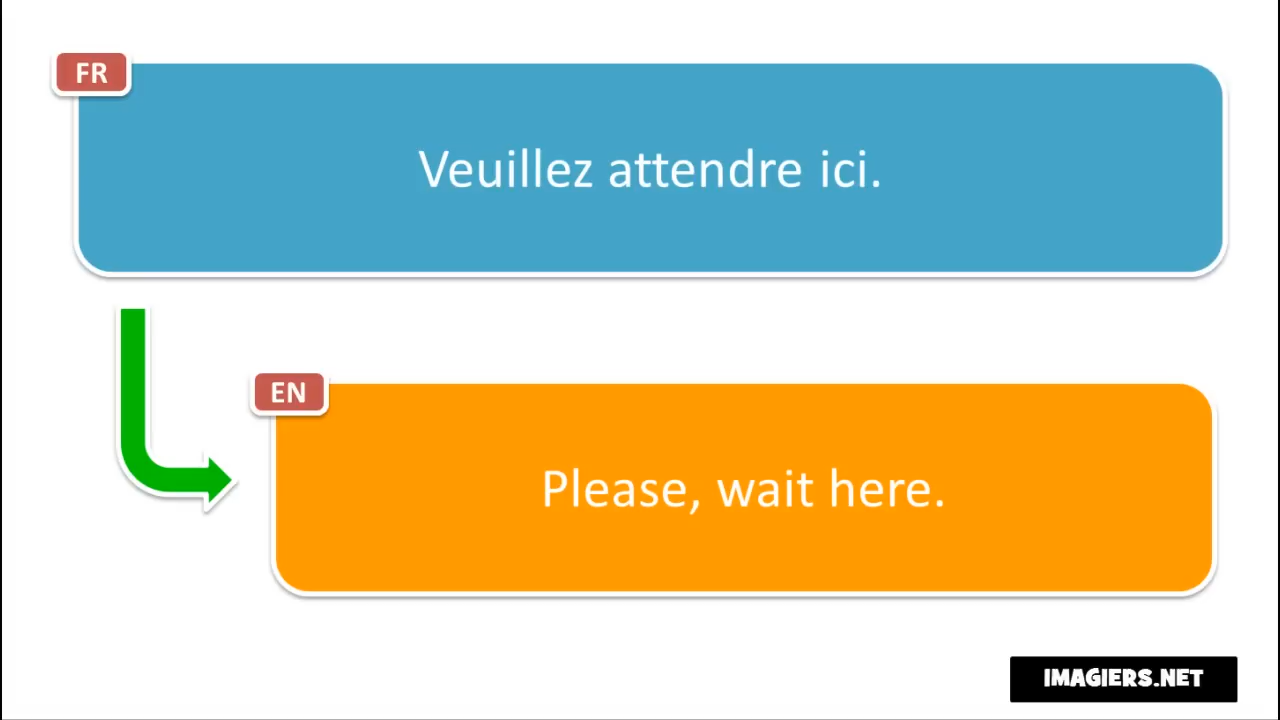 FR
Veuillez attendre ici.
EN
Please, wait here.
IMAGIERS.NET